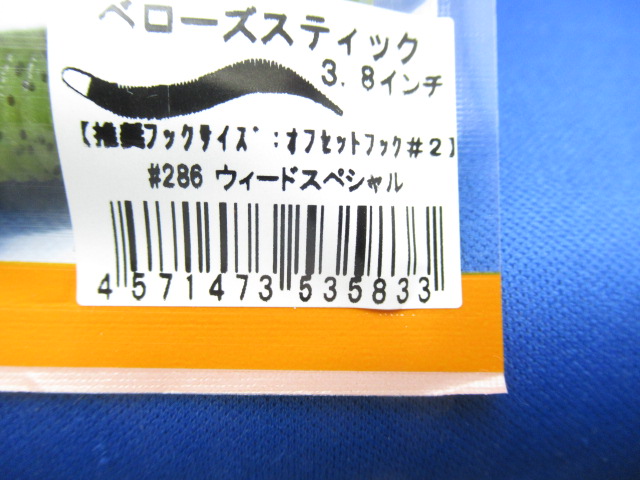 ベローズスティック
3.8インチ
【推奨フックサイズ:オフセットフック#2】
#286 ウィードスペシャル
4 571473 535833